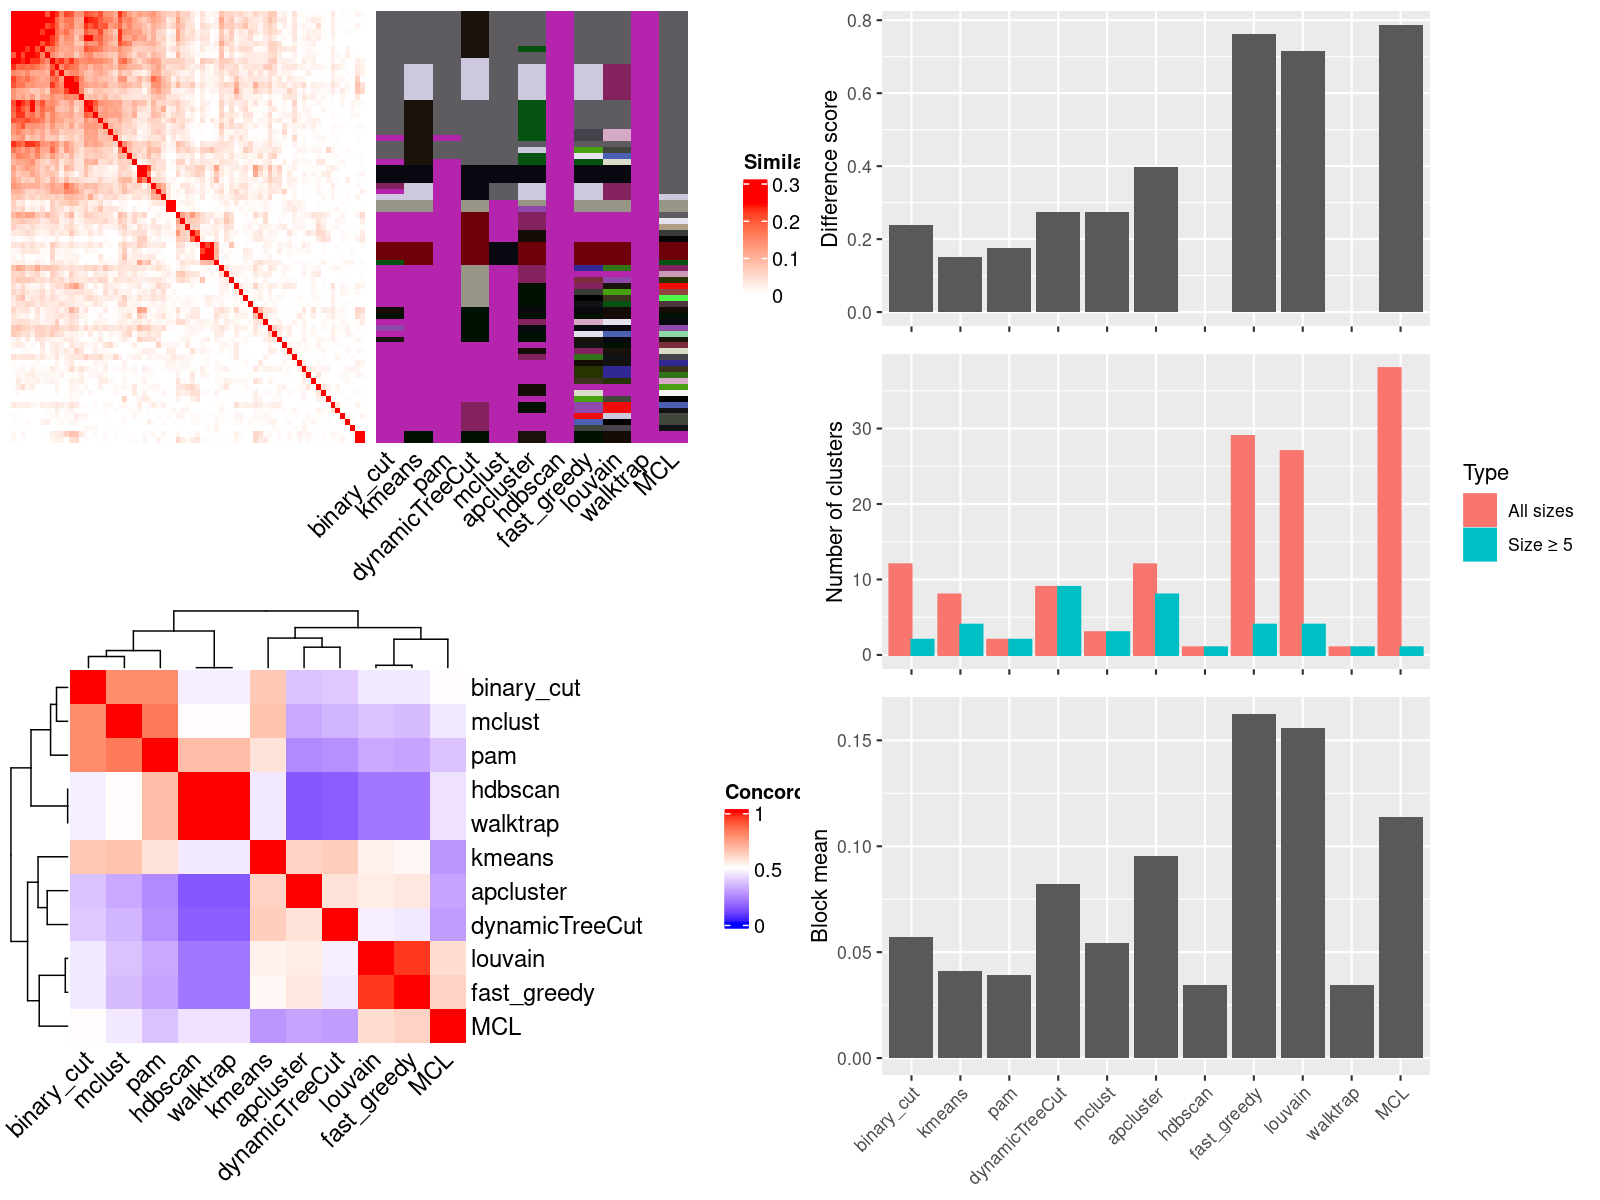 Simila
0.3
0.2
0.1
0
binary_cut
kmeans
pam
dynamicTreeCut
mclust
apcluster
hdbscan
fast_greedy
louvain
walktrap
MCL
binary_cut
mclust
pam
hdbscan
walktrap
kmeans
apcluster
dynamicTreeCut
louvain
fast_greedy
MCL
binary_cut
mclust
pam
hdbscan
walktrap
kmeans
apcluster
dynamicTreeCut
louvain
fast_greedy
MCL
Concord
1
0.5
0
Difference score
0.8
0.6
0.4
0.2
0.0
Number of clusters
30
20
10
0
Type
All sizes
Size ≥ 5
Block mean
0.15
0.10
0.05
0.00
binary_cut
kmeans
pam
dynamicTreeCut
mclust
apcluster
hdbscan
fast_greedy
louvain
walktrap
MCL